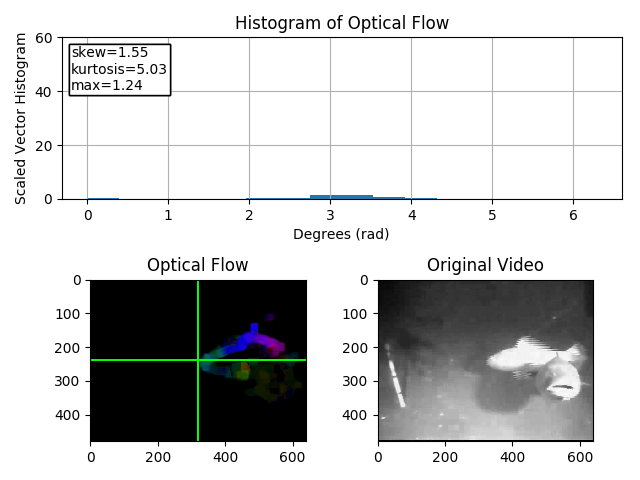 Histogram of Optical Flow
Scaled Vector Histogram
60
40
20
0
skew=1.55
kurtosis=5.03
max=1.24
0 1 2 3 4 5 6
Degrees (rad)
Optical Flow
0
100
200
300
400
0 200 400 600
Original Video
0
100
200
300
400
0 200 400 600